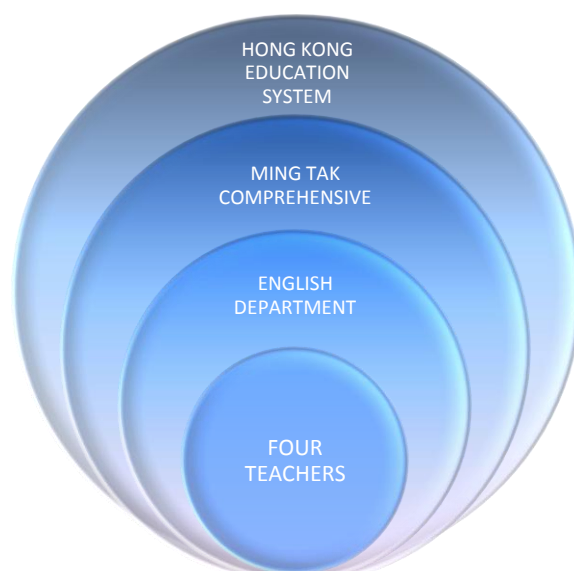 HONG KONG
EDUCATION
SYSTEM
MING TAK
COMPREHENSIVE
ENGLISH
DEPARTMENT
FOUR
TEACHERS